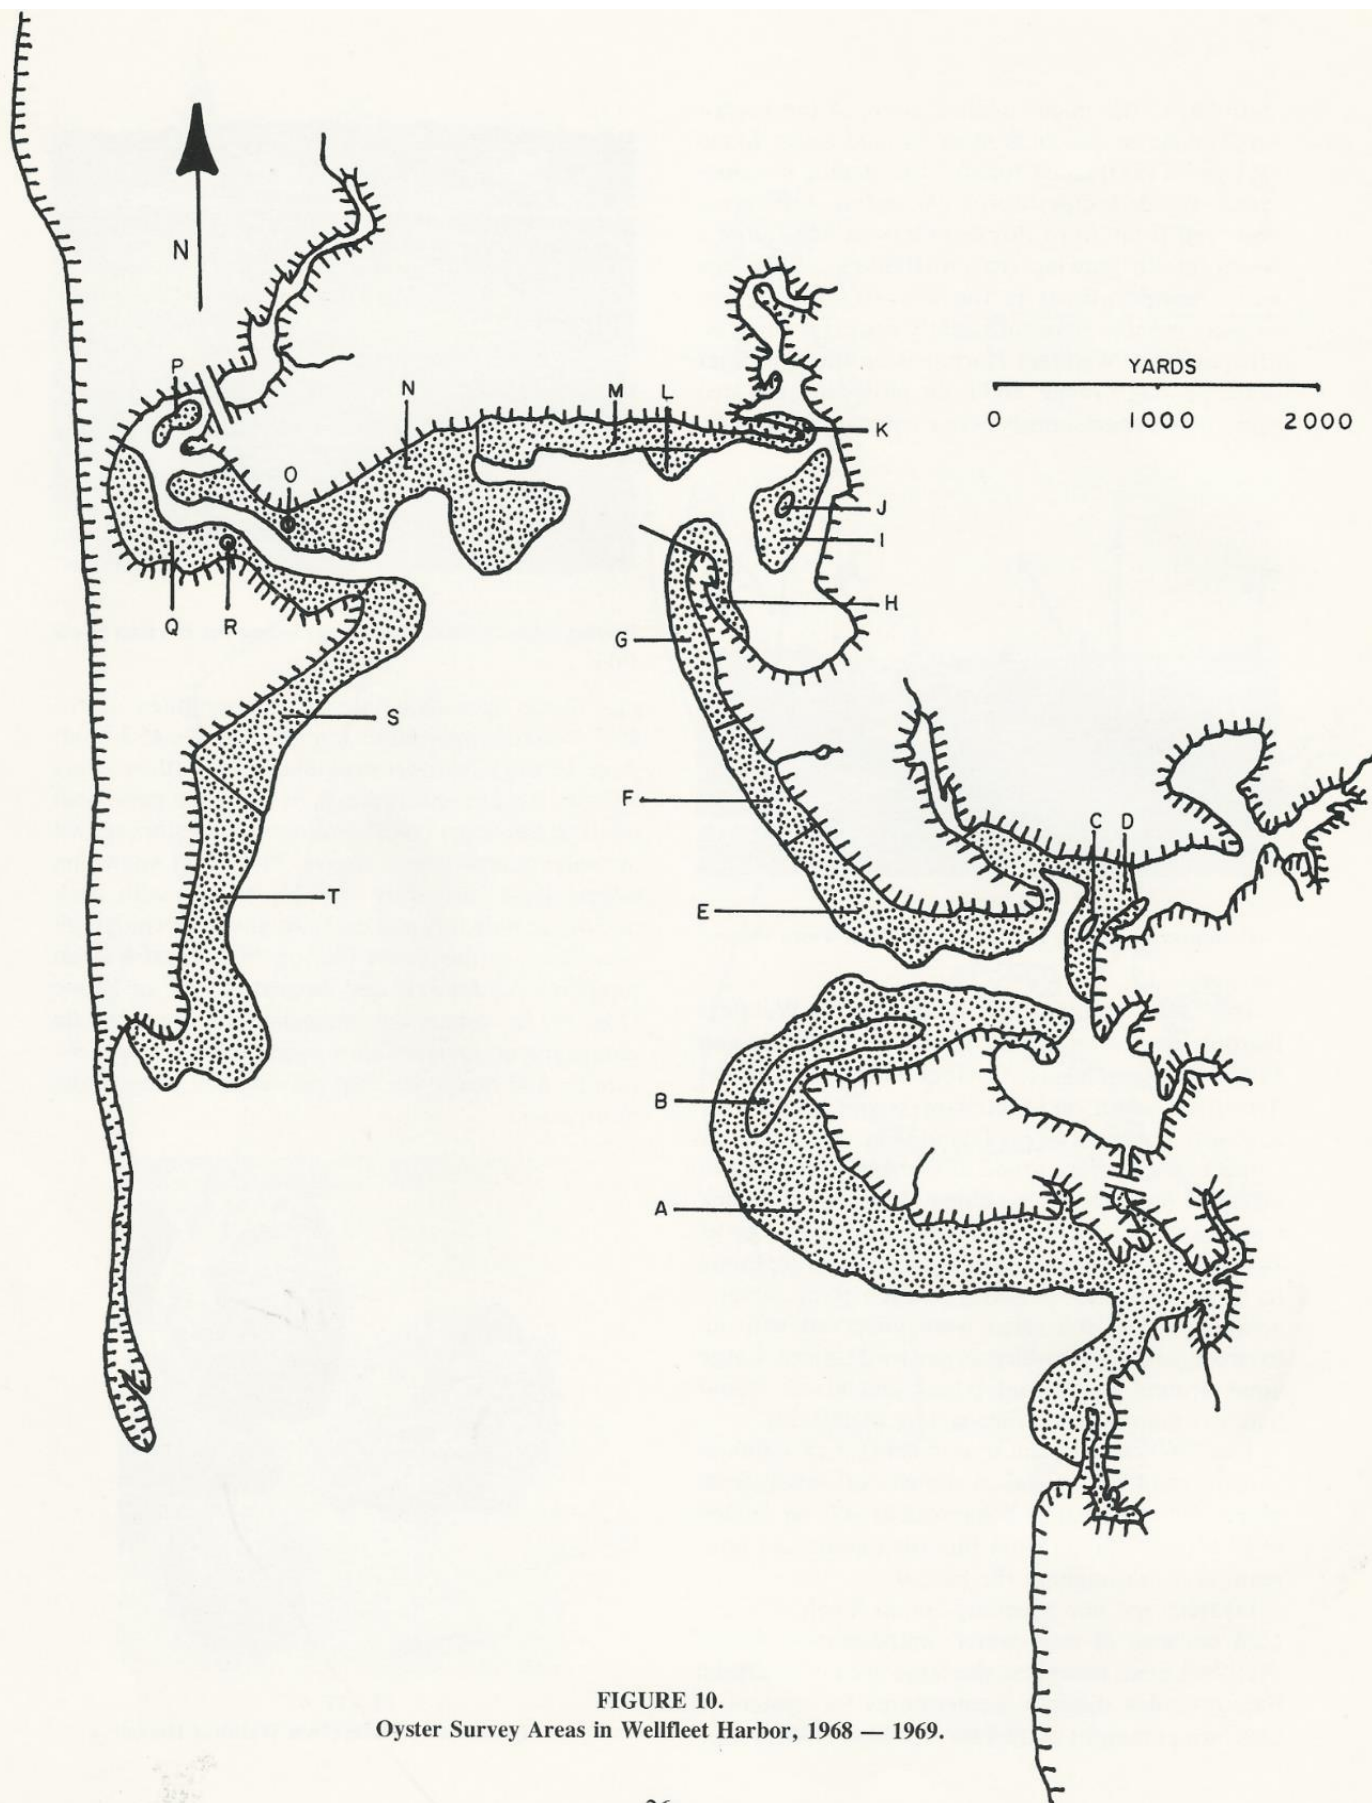 N
P
N
M L
YARDS
0 1000 2000
K
O
J
I
Q R
H
G
S
F
C D
T
E
B
A
FIGURE 10.
Oyster Survey Areas in Wellfleet Harbor, 1968 — 1969.